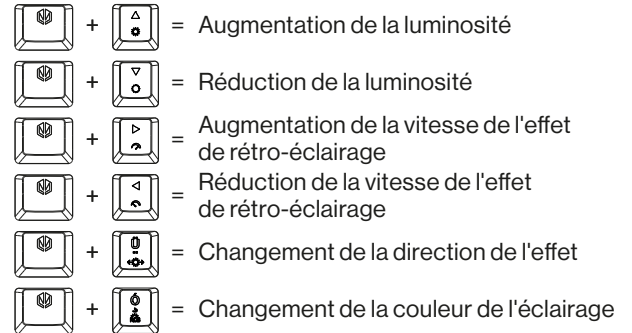 + = Augmentation de la luminosité
+ = Réduction de la luminosité
+ = Augmentation de la vitesse de l'effet
de rétro-éclairage
+ = Réduction de la vitesse de l'effet
de rétro-éclairage
+ = Changement de la direction de l'effet
+ = Changement de la couleur de l'éclairage